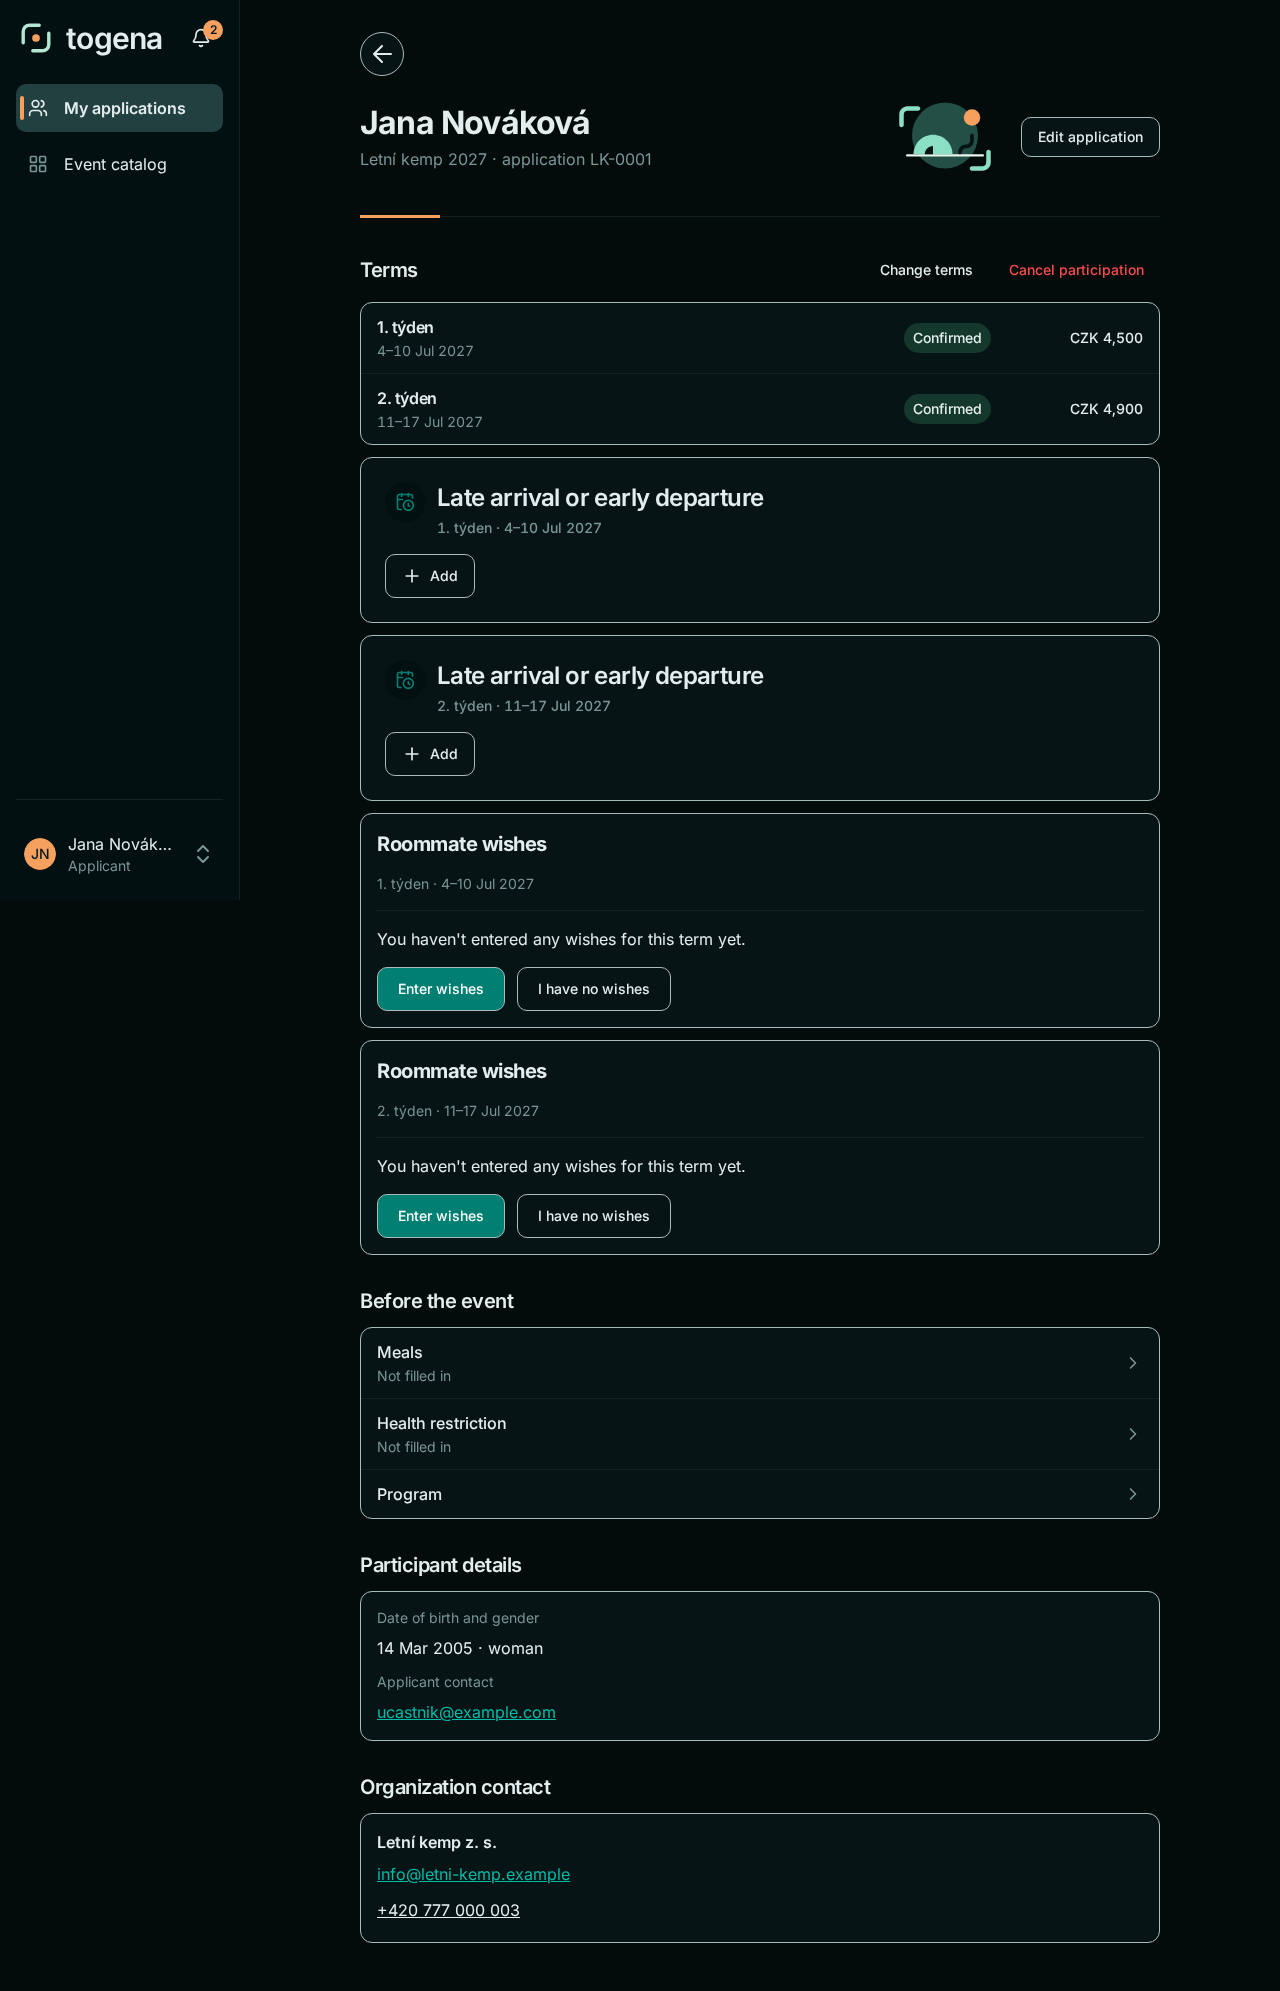 togena
2
My applications
Event catalog
Jana Novák...
Applicant
JN
Jana Nováková
Letní kemp 2027 · application LK-0001
Edit application
Terms
Change terms
Cancel participation
1. týden
4–10 Jul 2027
Confirmed
CZK 4,500
2. týden
11–17 Jul 2027
Confirmed
CZK 4,900
Late arrival or early departure
1. týden · 4–10 Jul 2027
Add
Late arrival or early departure
2. týden · 11–17 Jul 2027
Add
Roommate wishes
1. týden · 4–10 Jul 2027
You haven't entered any wishes for this term yet.
Enter wishes
I have no wishes
Roommate wishes
2. týden · 11–17 Jul 2027
You haven't entered any wishes for this term yet.
Enter wishes
I have no wishes
Before the event
Meals
Not filled in
Health restriction
Not filled in
Program
Participant details
Date of birth and gender
14 Mar 2005 · woman
Applicant contact
ucastnik@example.com
Organization contact
Letní kemp z. s.
info@letni-kemp.example
+420 777 000 003